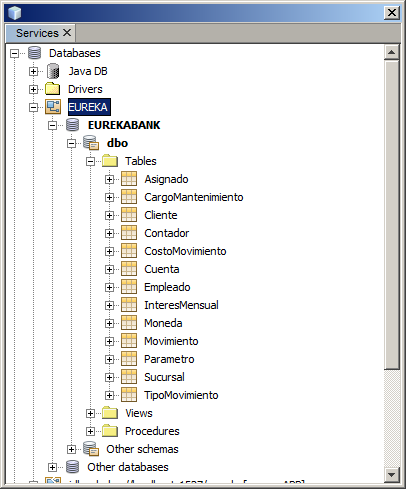 Services
Databases
Java DB
Drivers
EUREKA
EUREKABANK
dbo
Tables
Asignado
CargoMantenimiento
Cliente
Contador
CostoMovimiento
Cuenta
Empleado
InteresMensual
Moneda
Movimiento
Parametro
Sucursal
TipoMovimiento
Views
Procedures
Other schemas
Other databases